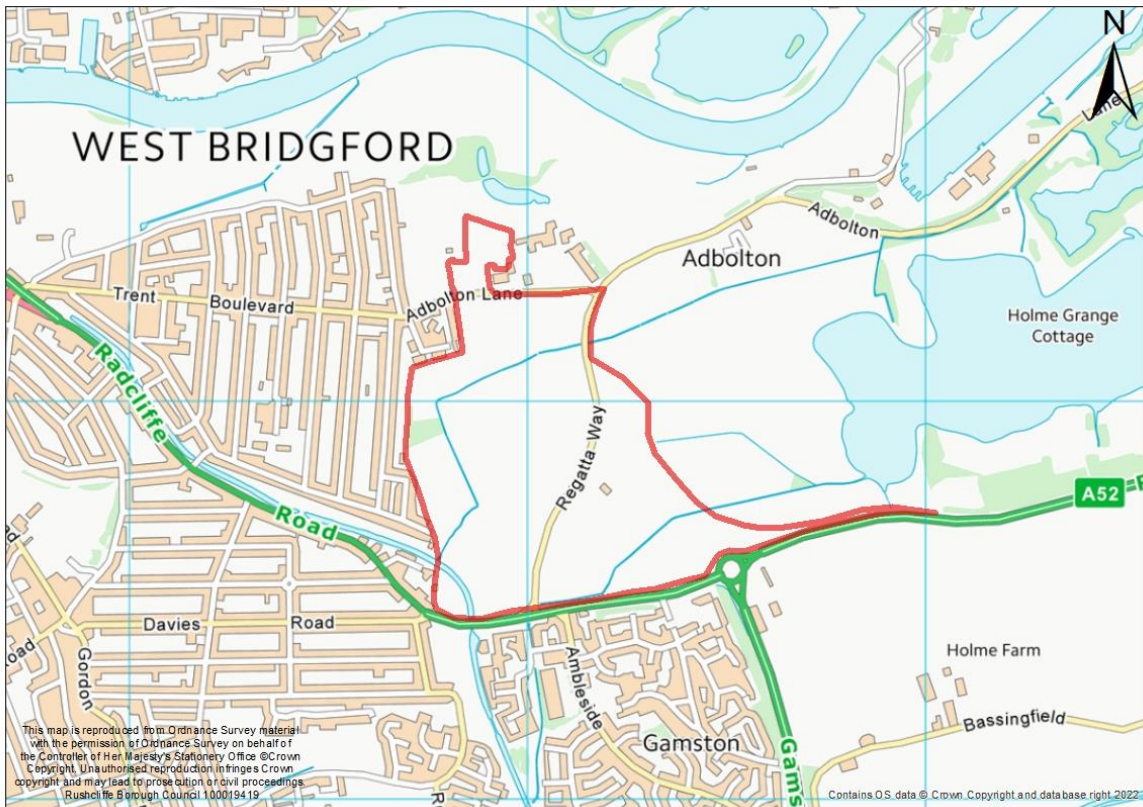 N
WEST BRIDGFORD
Lane
Adbolton
Adbolton
Holme Grange
Cottage
Trent
Boulevard
Adbolton Lane
Radcliffe
Road
Regatta Way
A52
Davies
Road
Gordon
Road
Ambleside
Gamston
Gams
Holme Farm
Bassingfield
This map is reproduced from Ordnance Survey material
with the permission of Ordnance Survey on behalf of
the Controller of Her Majesty's Stationery Office ©Crown
Copyright. Unauthorised reproduction infringes Crown
copyright and may lead to prosecution or civil proceedings.
Rushcliffe Borough Council 100019419
Contains OS data © Crown Copyright and database right 2022